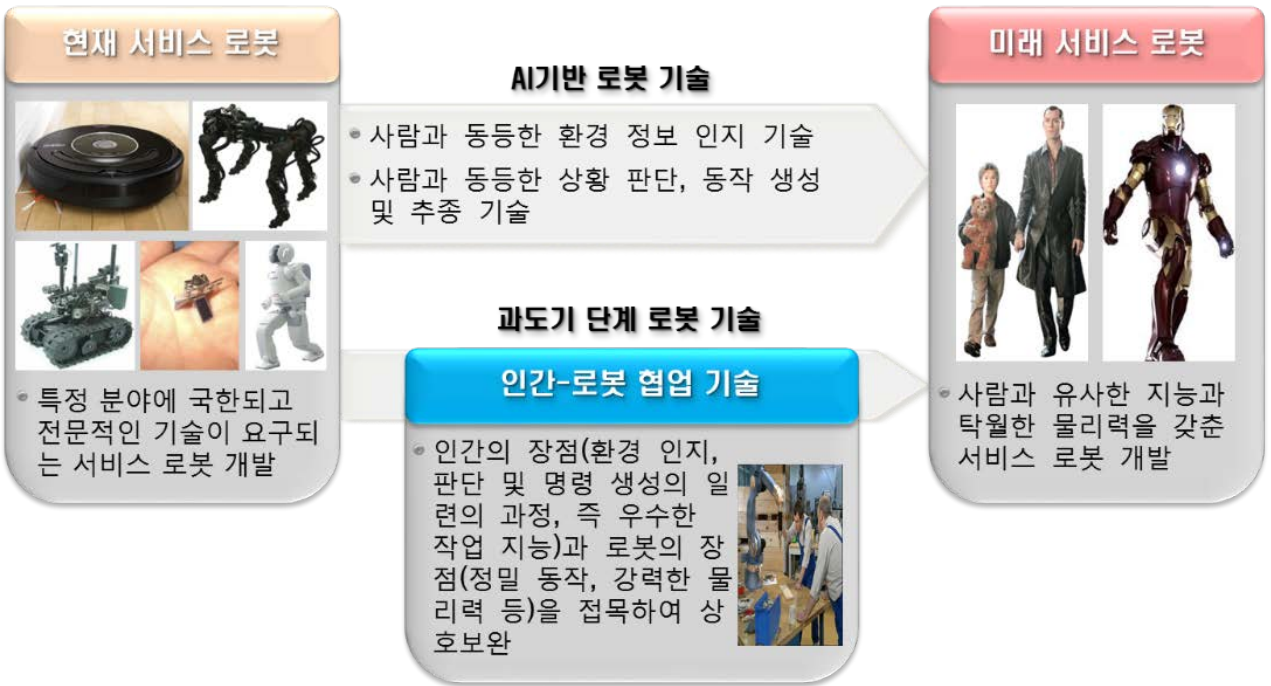 현재 서비스 로봇
특정 분야에 국한되고
전문적인 기술이 요구되
는 서비스 로봇 개발
AI기반 로봇 기술
사람과 동등한 환경 정보 인지 기술
사람과 동등한 상황 판단, 동작 생성
및 추종 기술
과도기 단계 로봇 기술
인간-로봇 협업 기술
인간의 장점(환경 인지,
판단 및 명령 생성의 일
련의 과정, 즉 우수한
작업 지능)과 로봇의 장
점(정밀 동작, 강력한 물
리력 등)을 접목하여 상
호보완
미래 서비스 로봇
사람과 유사한 지능과
탁월한 물리력을 갖춘
서비스 로봇 개발